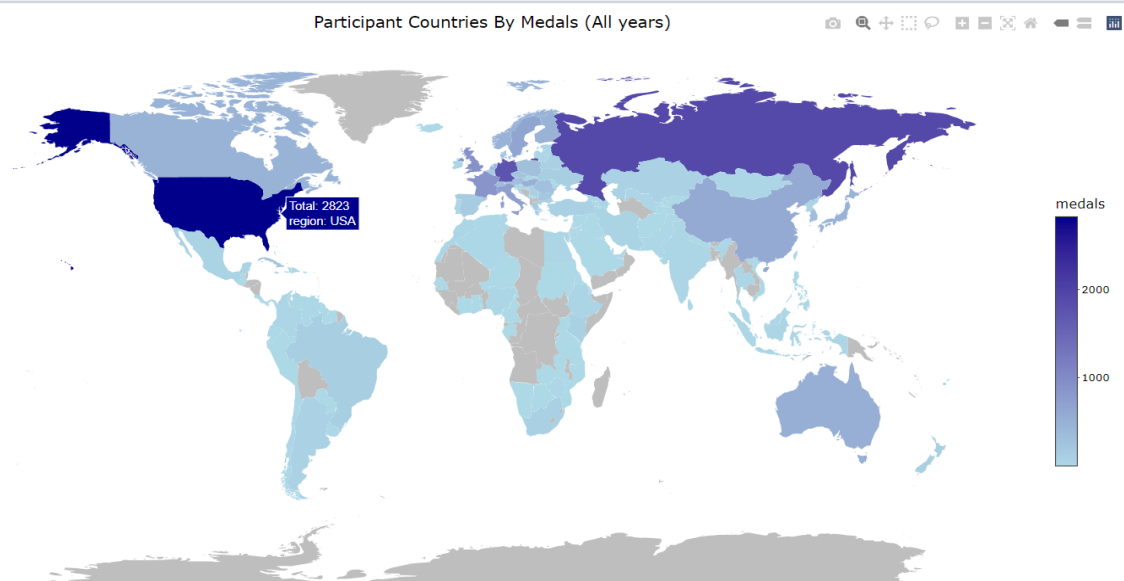 Participant Countries By Medals (All years)
Total: 2823
region: USA
medals
2000
1000